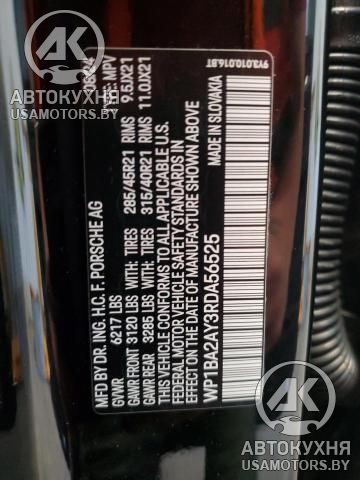 MFD BY DR. ING. H.C. F. PORSCHE AG
GVWR 6217 LBS
GAWR FRONT 3120 LBS WITH TIRES 285/45R21 RIMS 9.5JX21
GAWR REAR 3285 LBS WITH TIRES 315/40R21 RIMS 11.0JX21
THIS VEHICLE CONFORMS TO ALL APPLICABLE U.S.
FEDERAL MOTOR VEHICLE SAFETY STANDARDS IN
EFFECT ON THE DATE OF MANUFACTURE SHOWN ABOVE
WP1BA2AY3RDA56525
MADE IN SLOVAKIA
9Y3.010.016.BT
MPV
АК
АВТОКУХНЯ
USAMOTORS.BY
АК
АВТОКУХНЯ
USAMOTORS.BY